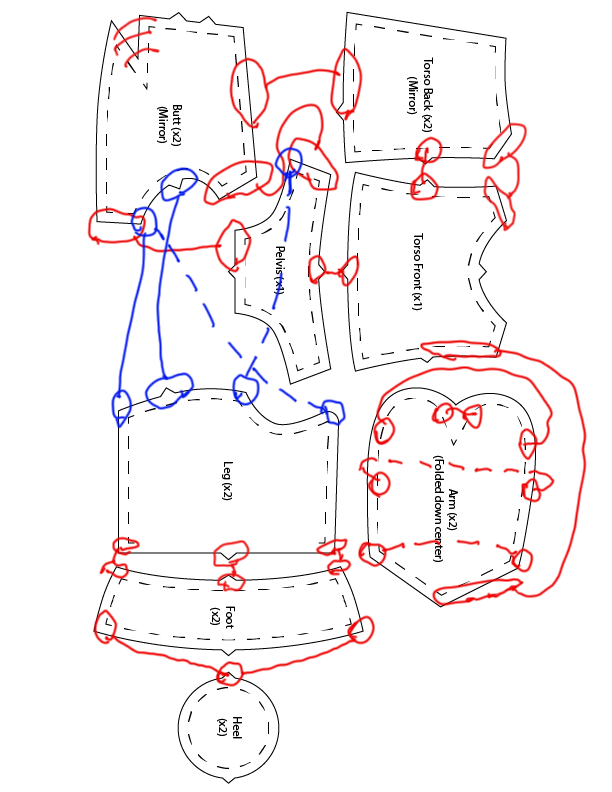 Torso Back (x2)
(Mirror)
Butt (x2)
(Mirror)
Torso Front (x1)
Pelvis(x1)
Arm (x2)
(Folded down center)
Leg (x2)
Foot
(x2)
Heel
(x2)